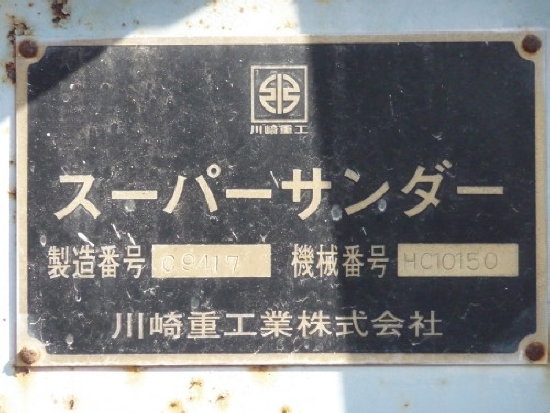 川崎重工
スーパーサンダー
製造番号 09417 機械番号 HC10150
川崎重工業株式会社